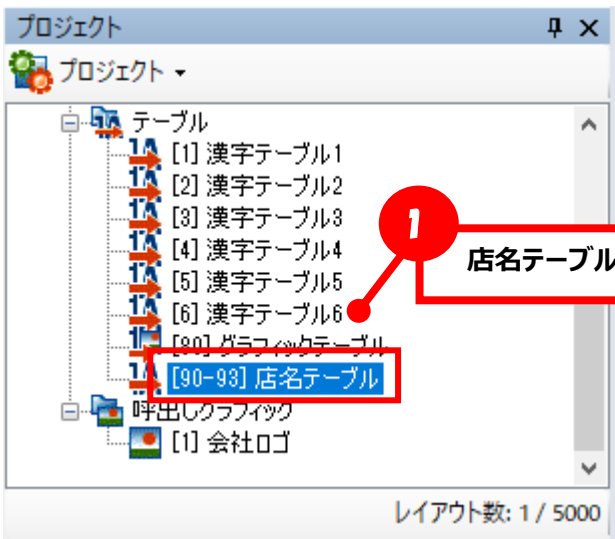 プロジェクト
プロジェクト
テーブル
[1] 漢字テーブル1
[2] 漢字テーブル2
[3] 漢字テーブル3
[4] 漢字テーブル4
[5] 漢字テーブル5
[6] 漢字テーブル6
1
店名テーブル
[80] グラフィックテーブル
[90-93] 店名テーブル
呼出しグラフィック
[1] 会社ロゴ
レイアウト数: 1 / 5000